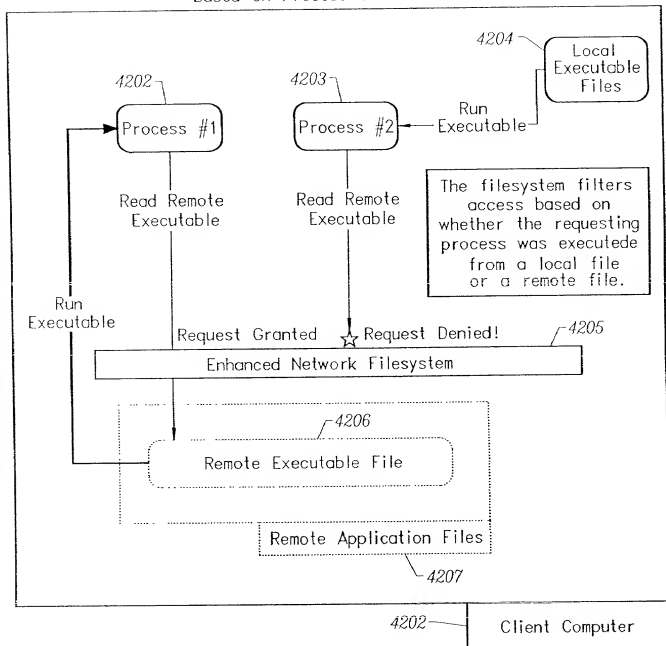 Based on Process
4204
Local
Executable
Files
4202
4203
Process #1
Process #2
Run
Executable
Read Remote
Executable
Read Remote
Executable
The filesystem filters
access based on
whether the requesting
process was executede
from a local file
or a remote file.
Run
Executable
Request Granted
Request Denied!
4205
Enhanced Network Filesystem
4206
Remote Executable File
Remote Application Files
4207
4202
Client Computer